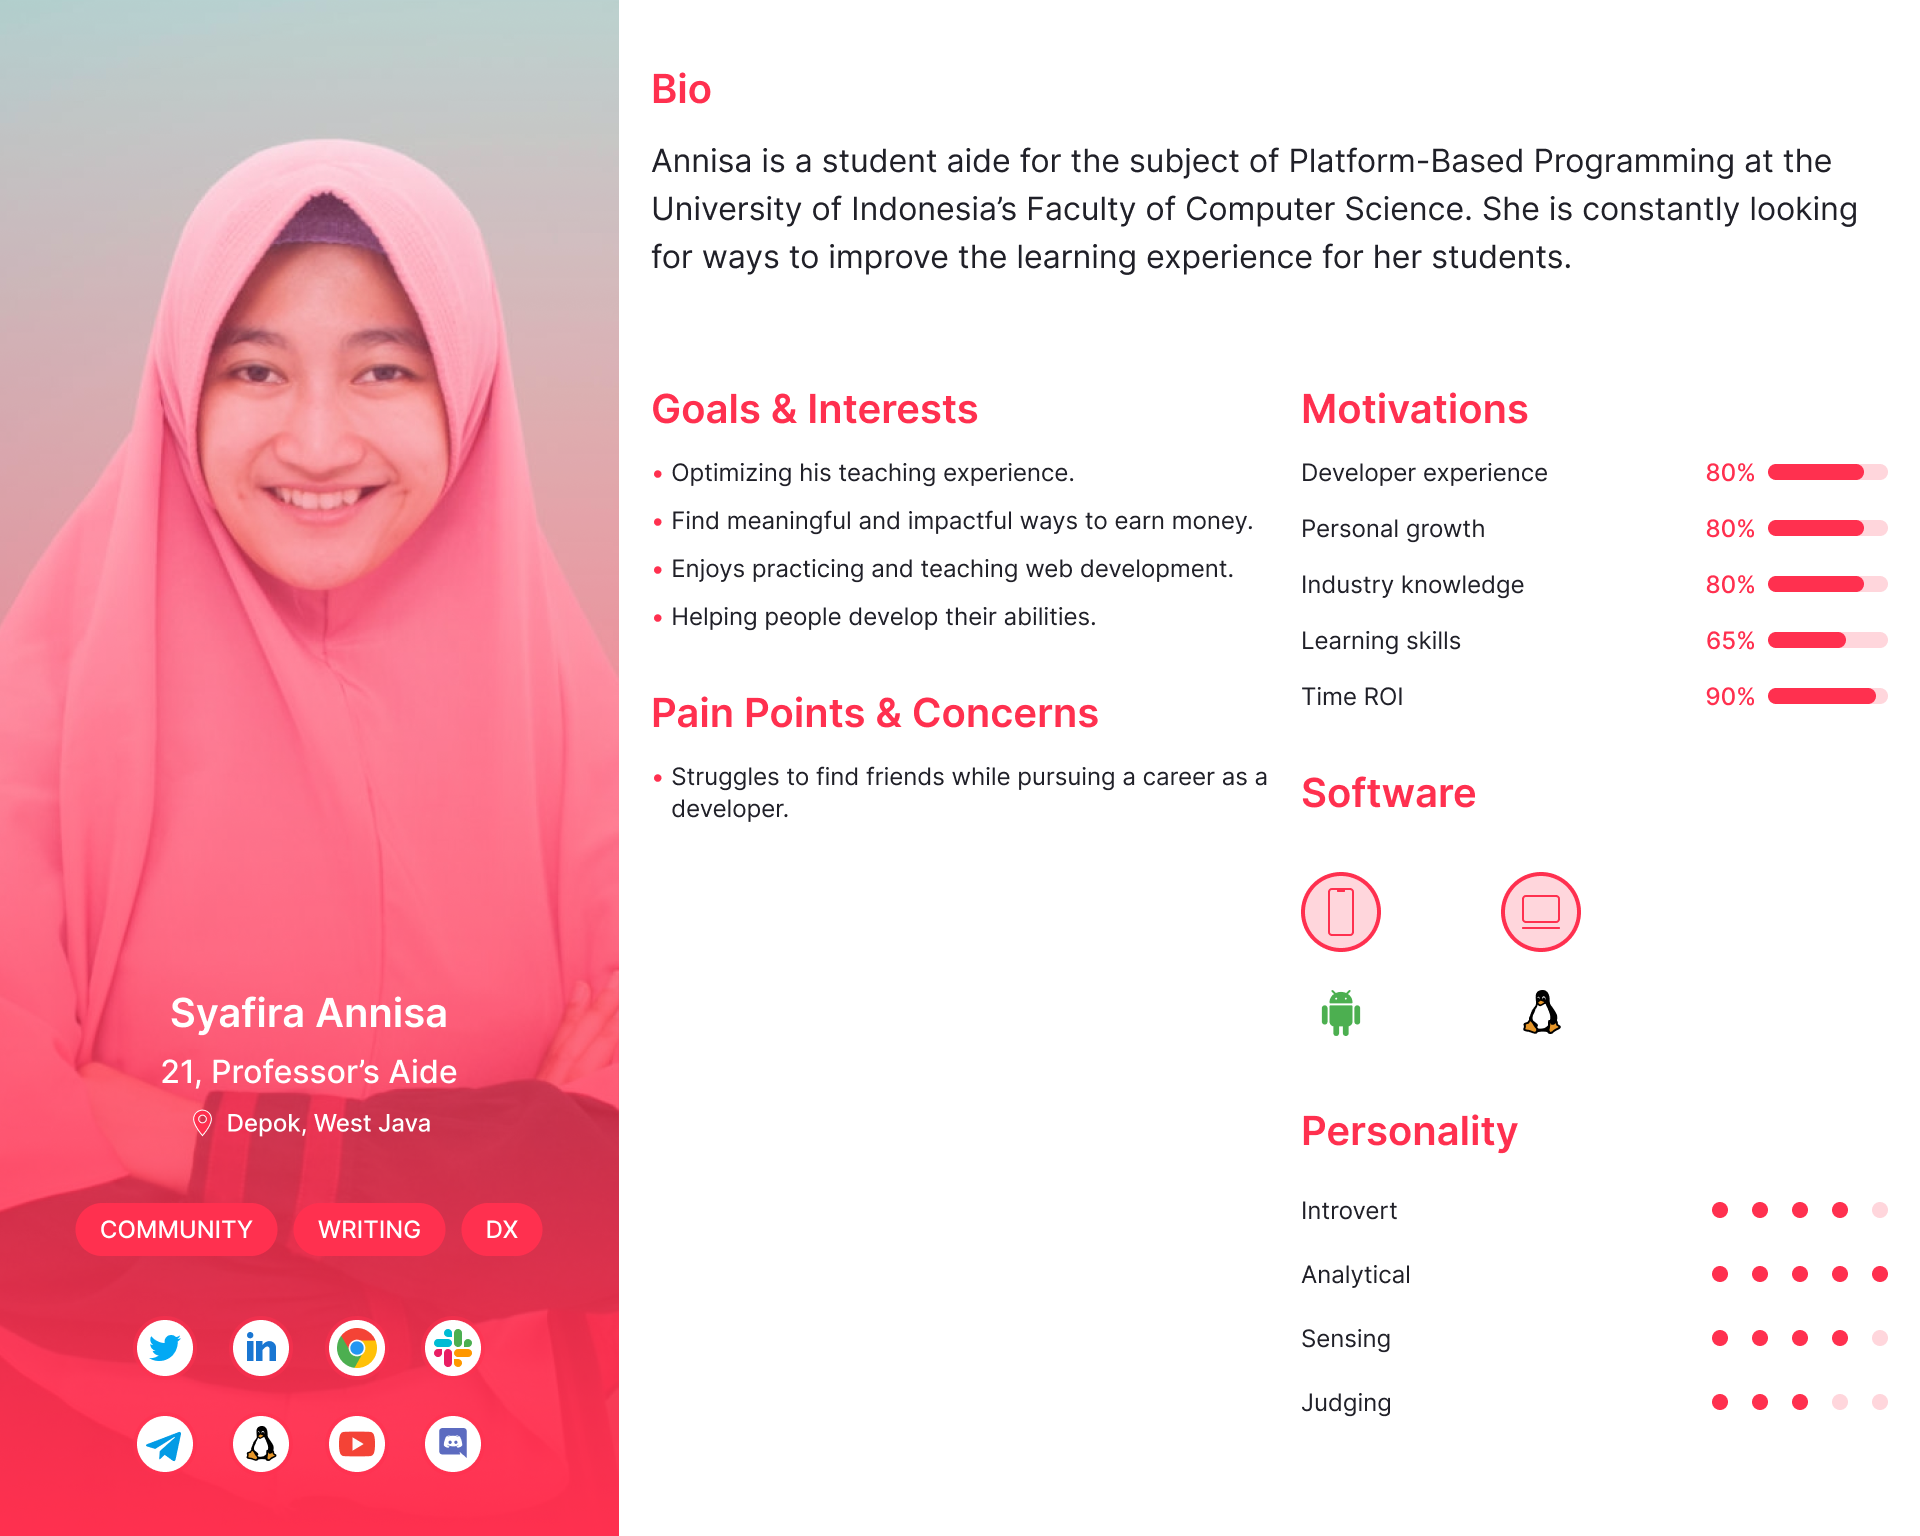 Syafira Annisa
21, Professor’s Aide
Depok, West Java
COMMUNITY
WRITING
DX
in
Bio
Annisa is a student aide for the subject of Platform-Based Programming at the
University of Indonesia’s Faculty of Computer Science. She is constantly looking
for ways to improve the learning experience for her students.
Goals & Interests
• Optimizing his teaching experience.
• Find meaningful and impactful ways to earn money.
• Enjoys practicing and teaching web development.
• Helping people develop their abilities.
Pain Points & Concerns
• Struggles to find friends while pursuing a career as a
developer.
Motivations
Developer experience 80%
Personal growth 80%
Industry knowledge 80%
Learning skills 65%
Time ROI 90%
Software
Personality
Introvert
Analytical
Sensing
Judging